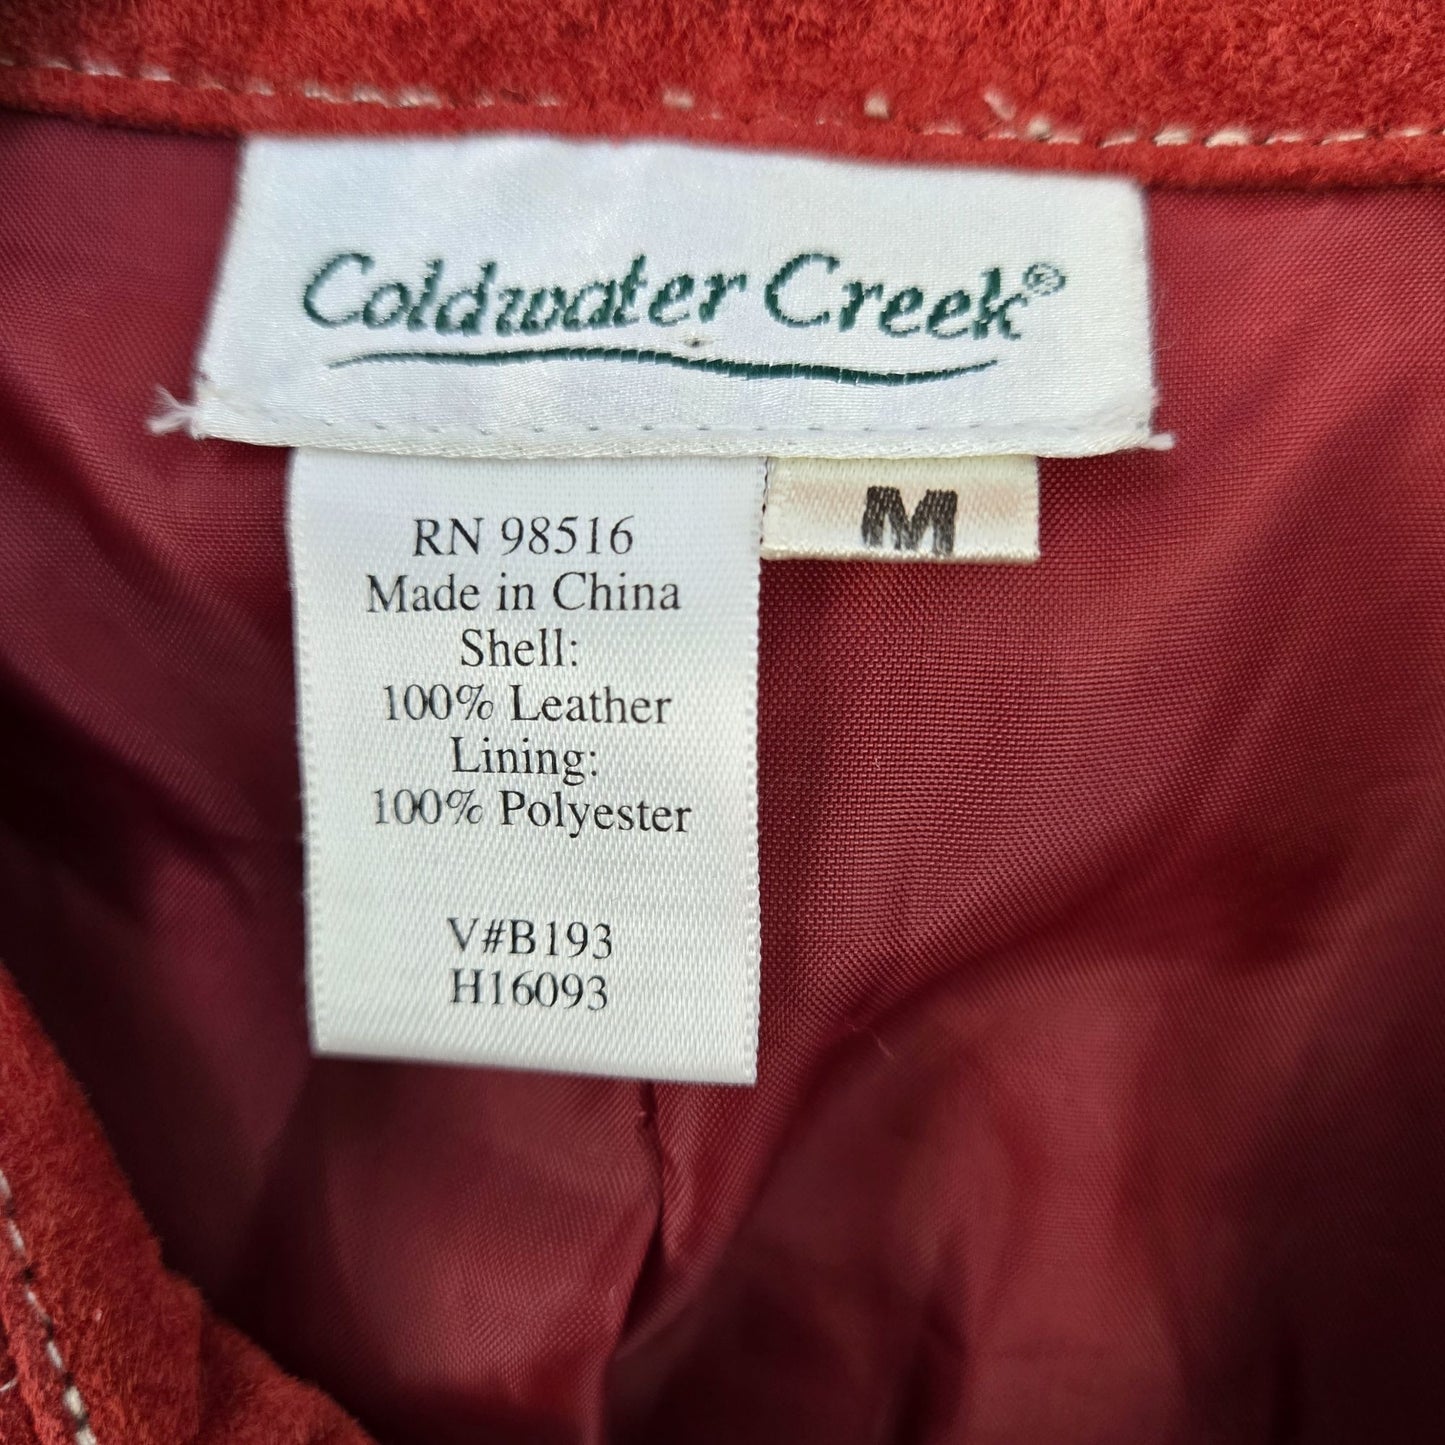 Coldwater Creek®
M
RN 98516
Made in China
Shell:
100% Leather
Lining:
100% Polyester
V#B193
H16093